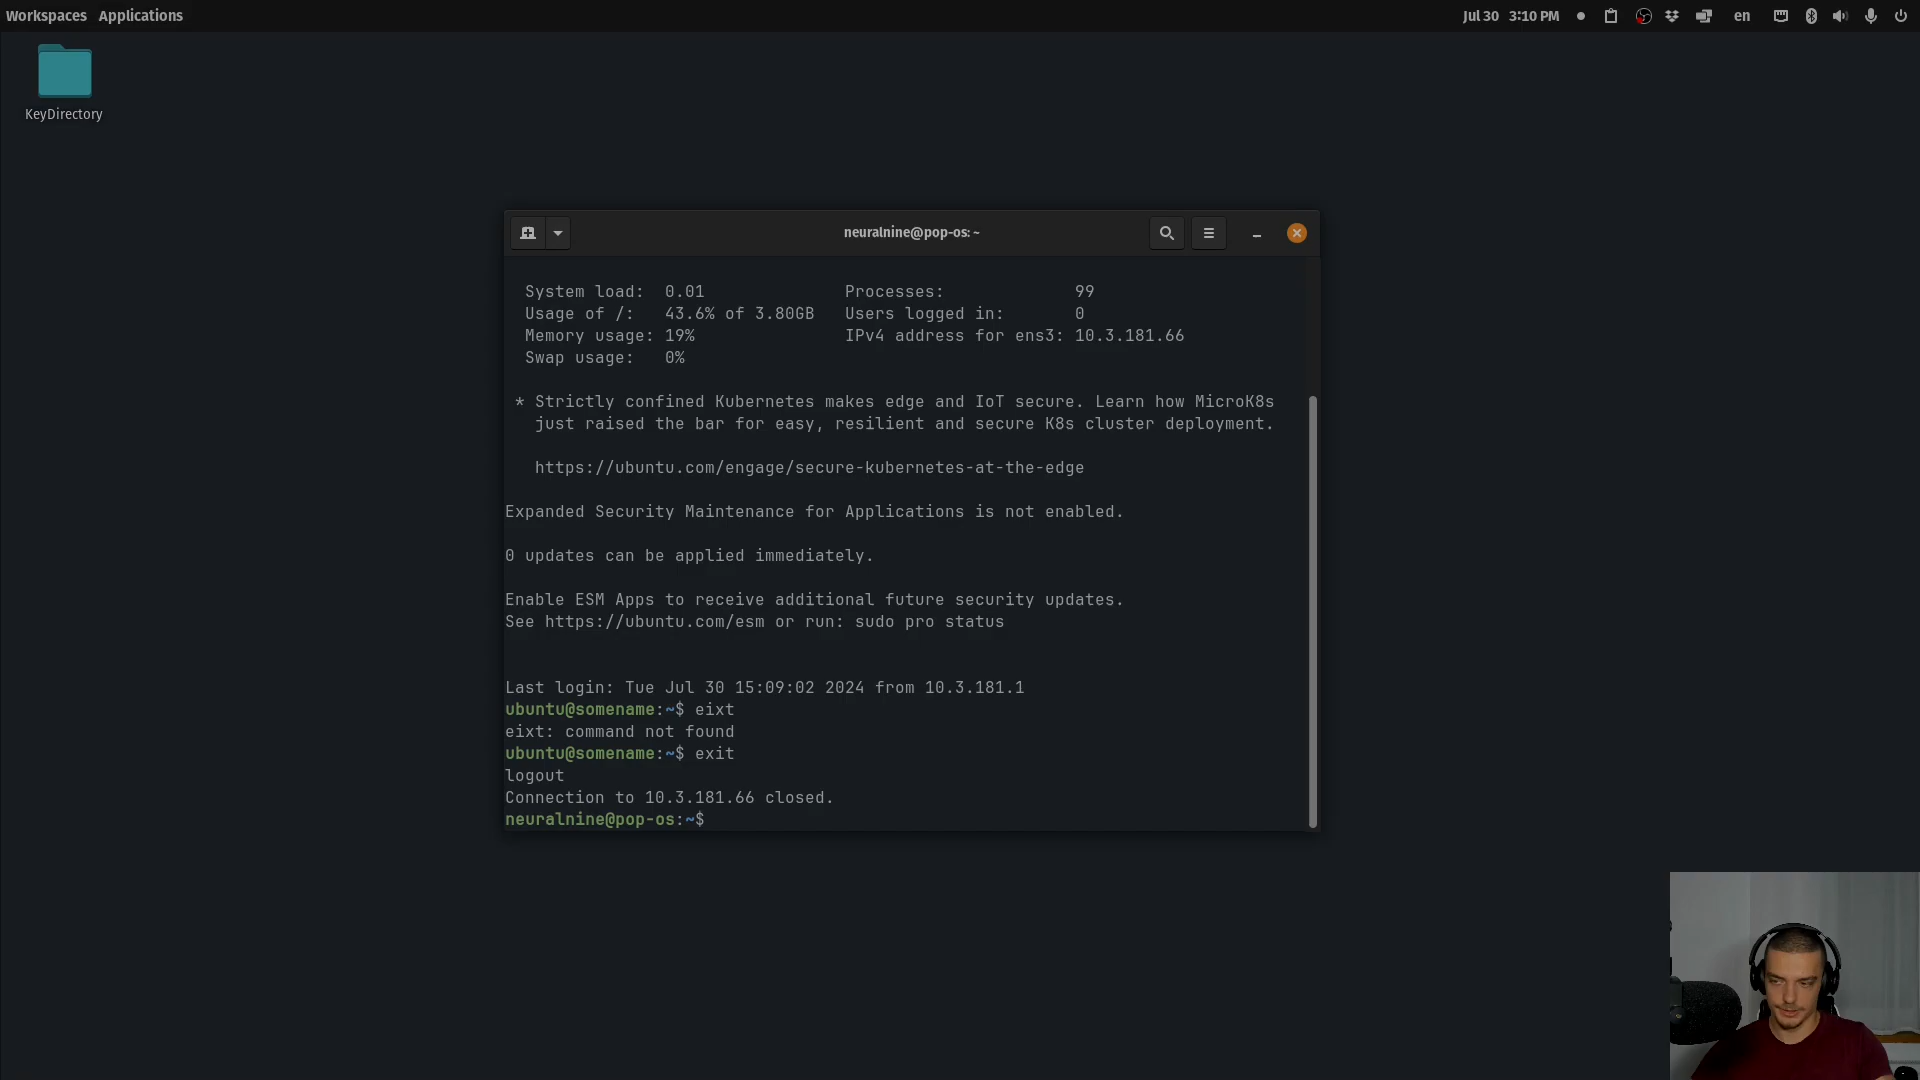 Workspaces Applications Jul 30 3:10 PM en
KeyDirectory
neuralnine@pop-os: ~
System load: 0.01 Processes: 99
Usage of /: 43.6% of 3.80GB Users logged in: 0
Memory usage: 19% IPv4 address for ens3: 10.3.181.66
Swap usage: 0%
* Strictly confined Kubernetes makes edge and IoT secure. Learn how MicroK8s
just raised the bar for easy, resilient and secure K8s cluster deployment.
https://ubuntu.com/engage/secure-kubernetes-at-the-edge
Expanded Security Maintenance for Applications is not enabled.
0 updates can be applied immediately.
Enable ESM Apps to receive additional future security updates.
See https://ubuntu.com/esm or run: sudo pro status
Last login: Tue Jul 30 15:09:02 2024 from 10.3.181.1
ubuntu@somename:~$ eixt
eixt: command not found
ubuntu@somename:~$ exit
logout
Connection to 10.3.181.66 closed.
neuralnine@pop-os:~$